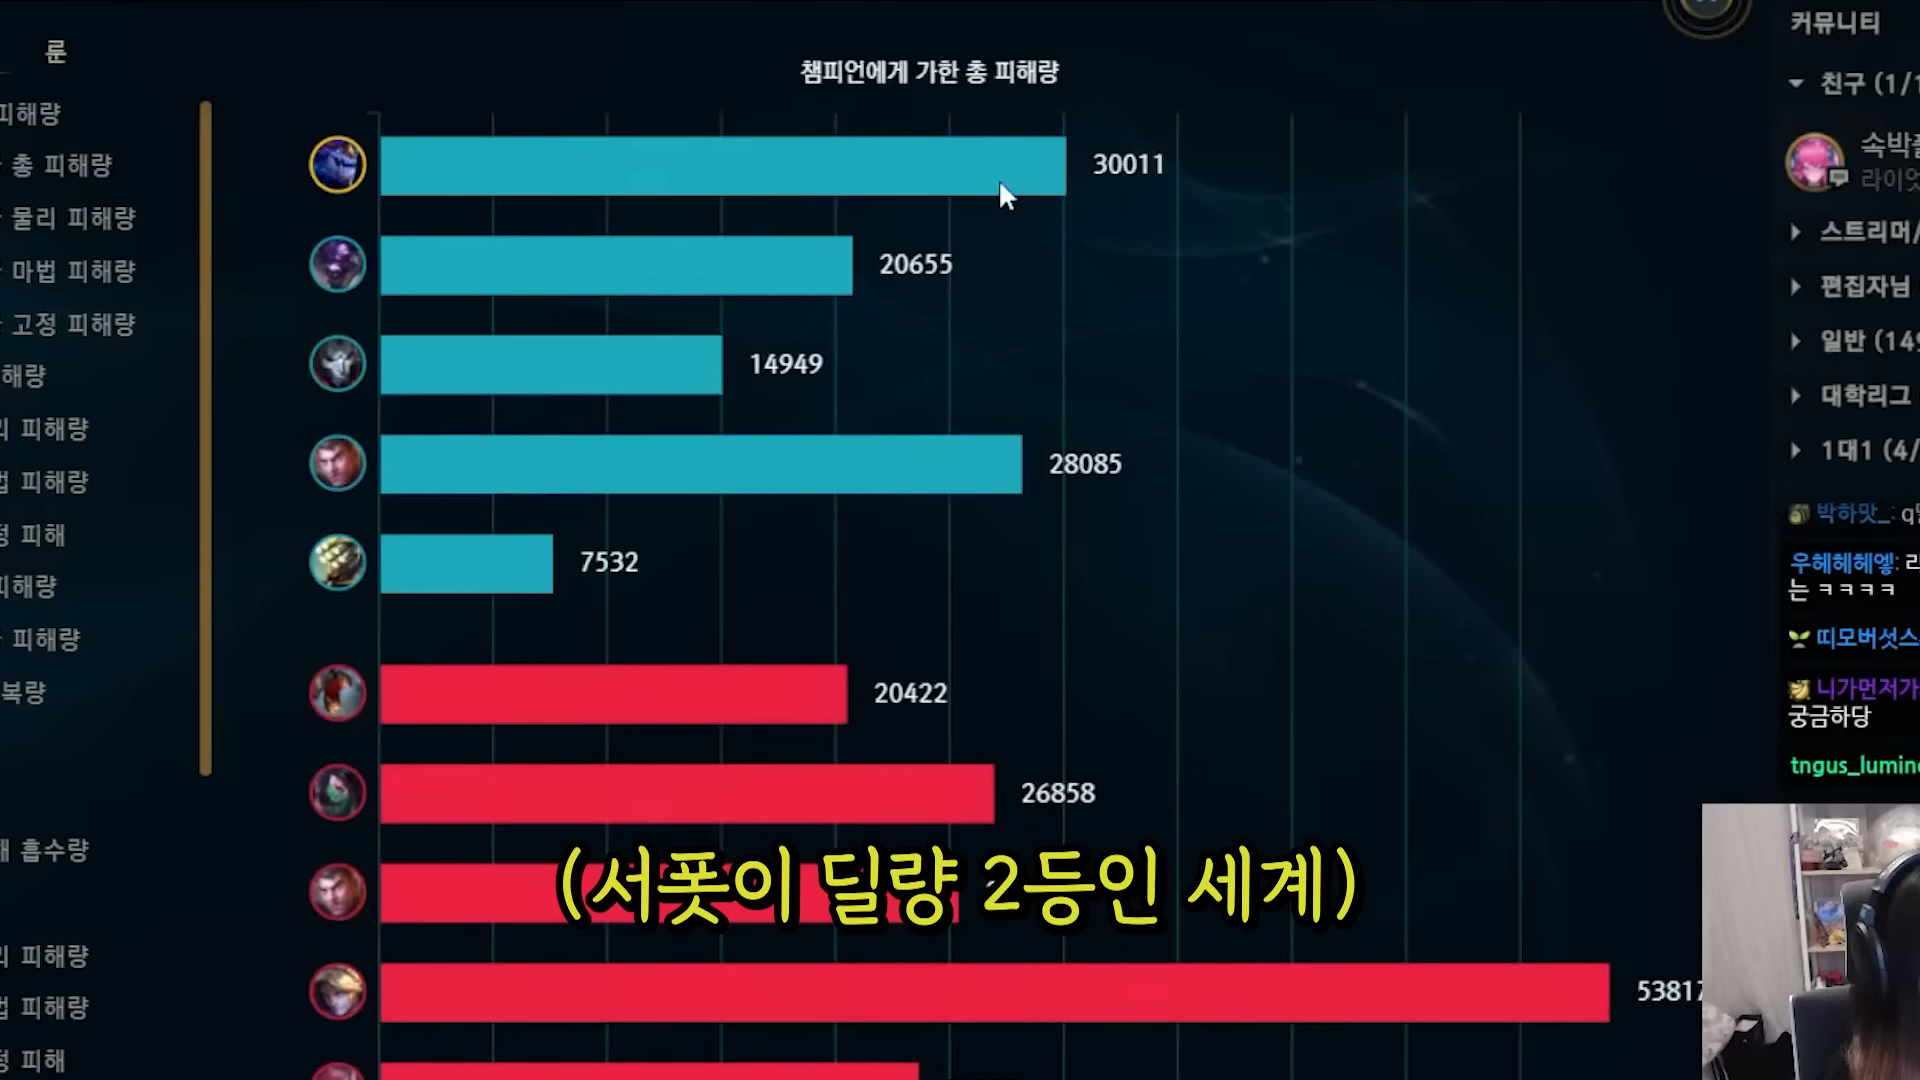 룬
피해량
총 피해량
물리 피해량
마법 피해량
고정 피해량
해량
피해량
피해량
피해
피해량
피해량
복량
흡수량
피해량
피해량
피해
챔피언에게 가한 총 피해량
30011
20655
14949
28085
7532
20422
26858
(서폿이 딜량 2등인 세계)
53817
커뮤니티
친구 (1/1
속박
라이엇
스트리머/
편집자님
일반 (149
대학리그
1대1 (4/
박하맛_: q
우헤헤헤엫:
는 ㅋㅋㅋㅋ
띠모버섯스
니가먼저가
궁금하당
tngus_lumin